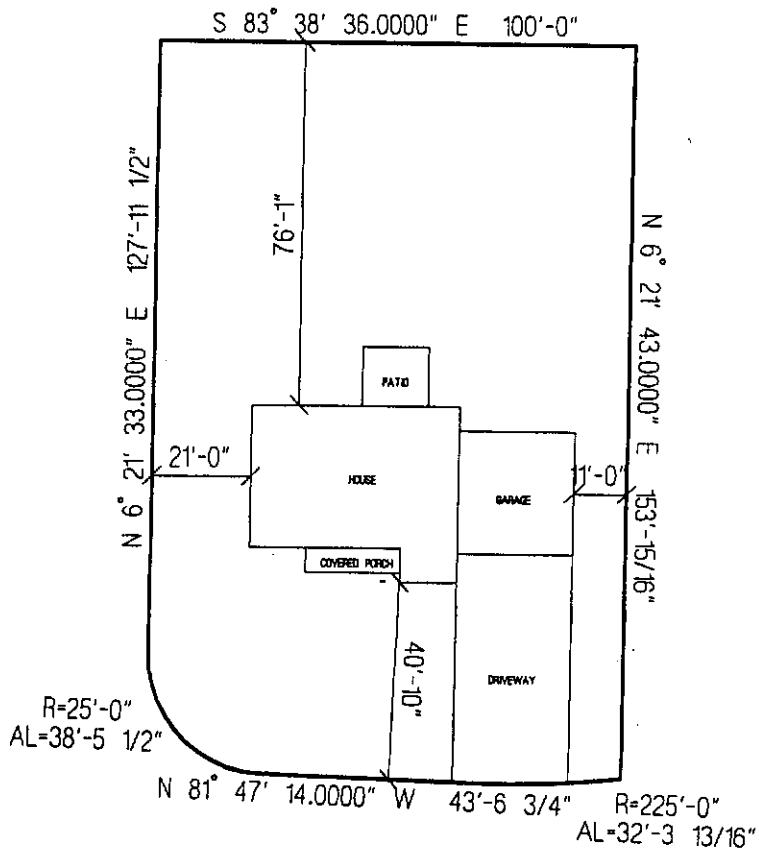 S 83° 38' 36.0000" E 100'-0"
N 6° 21' 33.0000" E 127'-11 1/2"
76'-1"
N 6° 21' 43.0000" E 153'-15/16"
PATIO
21'-0"
HOUSE
GARAGE
11'-0"
COVERED PORCH
40'-10"
DRIVEWAY
R=25'-0"
AL=38'-5 1/2"
N 81° 47' 14.0000" W 43'-6 3/4"
R=225'-0"
AL=32'-3 13/16"